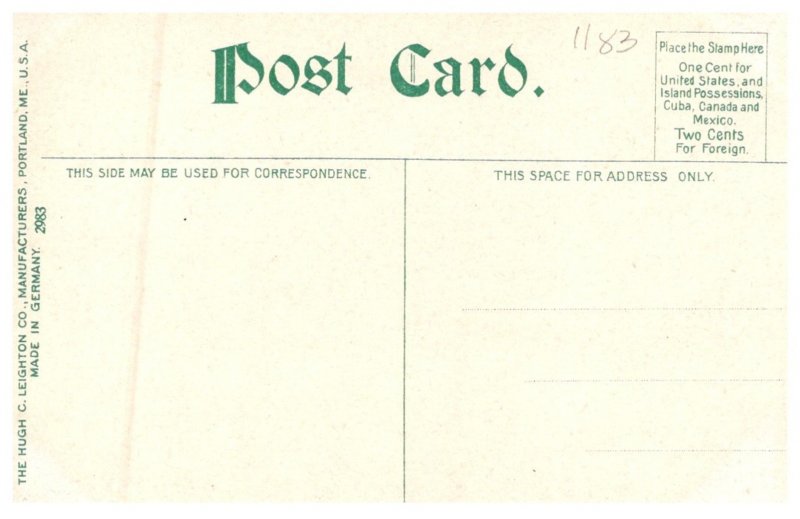 1183
Post Card.
Place the Stamp Here
One Cent for
United States, and
Island Possessions,
Cuba, Canada and
Mexico.
Two Cents
For Foreign.
THIS SIDE MAY BE USED FOR CORRESPONDENCE.
THIS SPACE FOR ADDRESS ONLY.
THE HUGH C. LEIGHTON CO., MANUFACTURERS, PORTLAND, ME., U.S.A.
MADE IN GERMANY. 2983